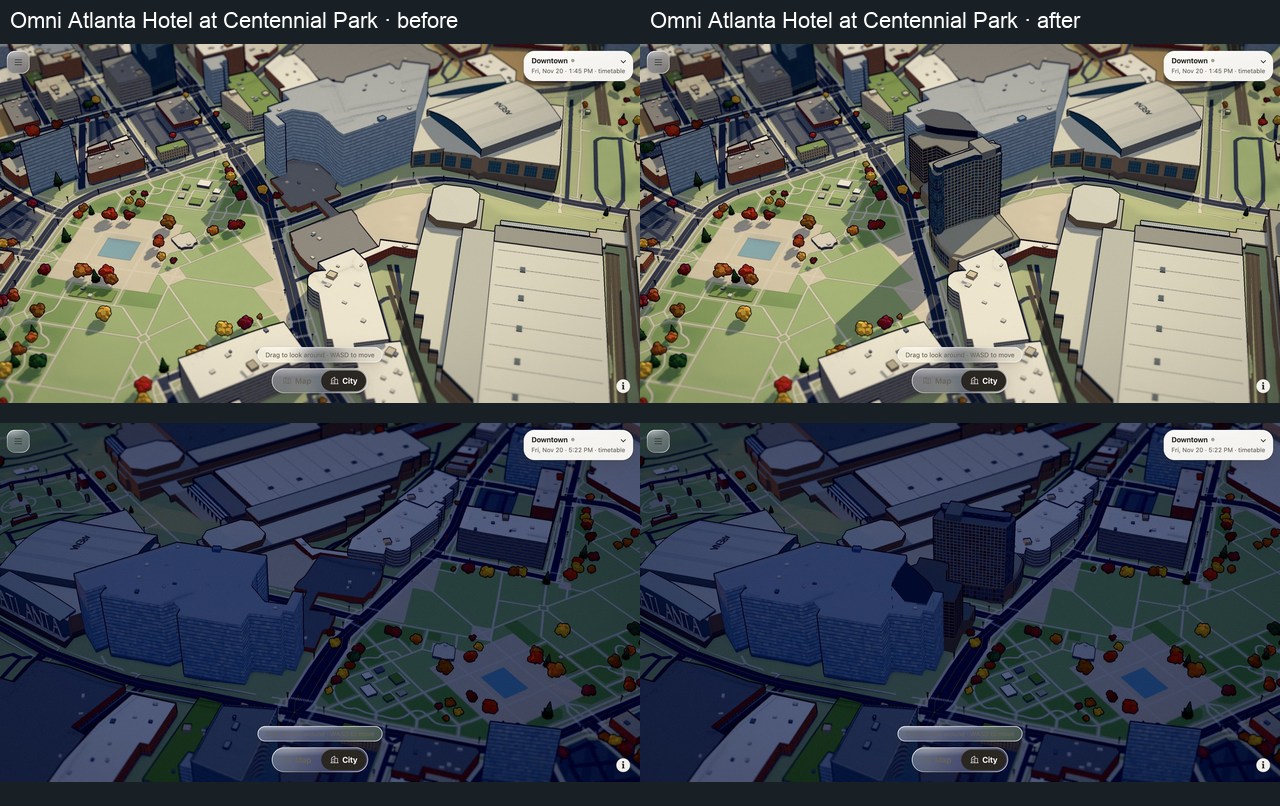 Omni Atlanta Hotel at Centennial Park · before
Omni Atlanta Hotel at Centennial Park · after
Downtown
Fri, Nov 20 · 1:45 PM · timetable
Drag to look around · WASD to move
Map
City
Downtown
Fri, Nov 20 · 1:45 PM · timetable
Drag to look around · WASD to move
Map
City
Downtown
Fri, Nov 20 · 5:22 PM · timetable
ATLANTA
City
Downtown
Fri, Nov 20 · 5:22 PM · timetable
ATLANTA
City